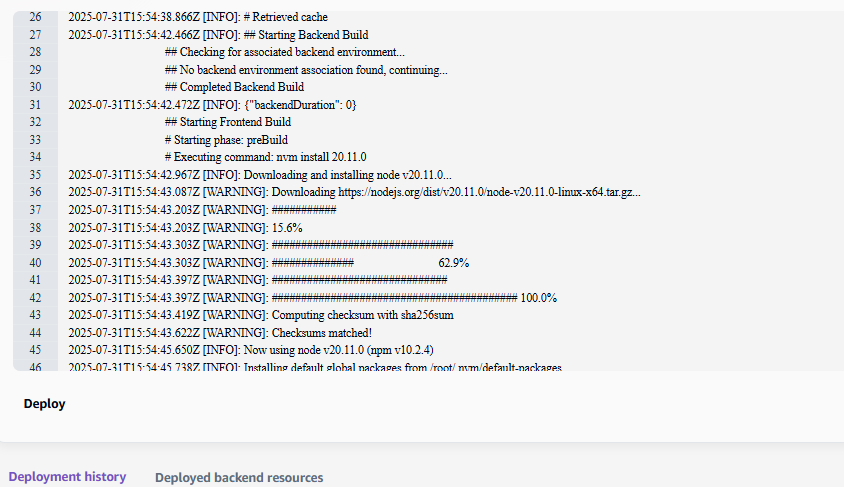 26 2025-07-31T15:54:38.866Z [INFO]: # Retrieved cache
27 2025-07-31T15:54:42.466Z [INFO]: ## Starting Backend Build
28 ## Checking for associated backend environment...
29 ## No backend environment association found, continuing...
30 ## Completed Backend Build
31 2025-07-31T15:54:42.472Z [INFO]: {"backendDuration": 0}
32 ## Starting Frontend Build
33 # Starting phase: preBuild
34 # Executing command: nvm install 20.11.0
35 2025-07-31T15:54:42.967Z [INFO]: Downloading and installing node v20.11.0...
36 2025-07-31T15:54:43.087Z [WARNING]: Downloading https://nodejs.org/dist/v20.11.0/node-v20.11.0-linux-x64.tar.gz...
37 2025-07-31T15:54:43.203Z [WARNING]: ###########
38 2025-07-31T15:54:43.203Z [WARNING]: 15.6%
39 2025-07-31T15:54:43.303Z [WARNING]: ###############################
40 2025-07-31T15:54:43.303Z [WARNING]: ############## 62.9%
41 2025-07-31T15:54:43.397Z [WARNING]: ##############################
42 2025-07-31T15:54:43.397Z [WARNING]: ########################################## 100.0%
43 2025-07-31T15:54:43.419Z [WARNING]: Computing checksum with sha256sum
44 2025-07-31T15:54:43.622Z [WARNING]: Checksums matched!
45 2025-07-31T15:54:45.650Z [INFO]: Now using node v20.11.0 (npm v10.2.4)
46 2025-07-31T15:54:45.738Z [INFO]: Installing default global packages from /root/.nvm/default-packages
Deploy
Deployment history Deployed backend resources